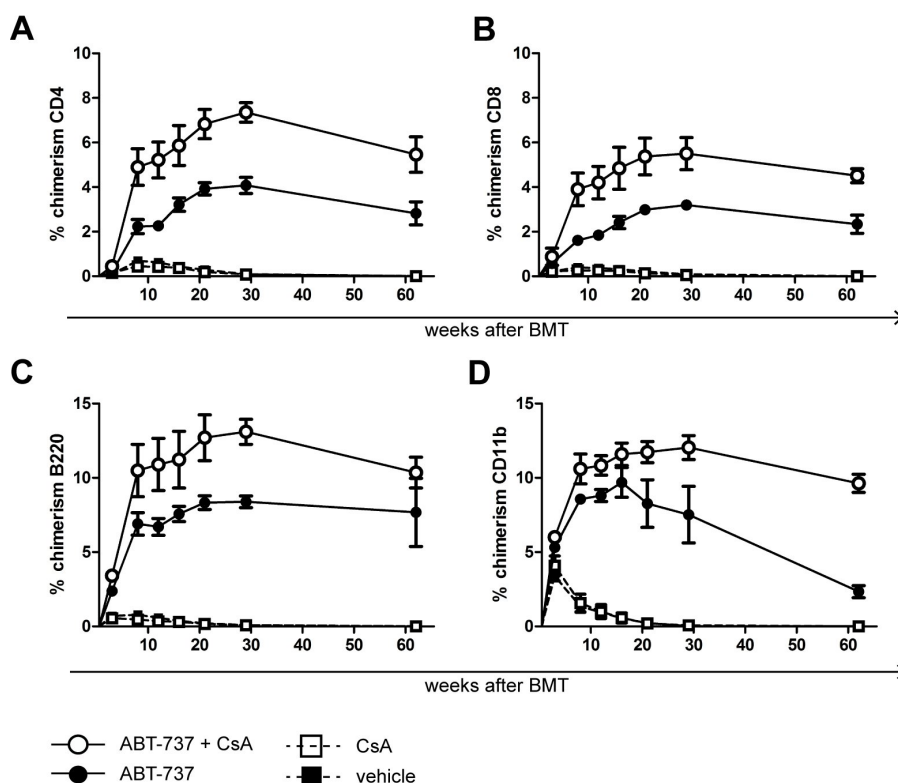 A
B
% chimerism CD4
10
8
6
4
2
0
10 20 30 40 50 60
% chimerism CD8
10
8
6
4
2
0
10 20 30 40 50 60
weeks after BMT
C
D
% chimerism B220
15
10
5
0
10 20 30 40 50 60
% chimerism CD11b
15
10
5
0
10 20 30 40 50 60
weeks after BMT
ABT-737 + CsA
CsA
ABT-737
vehicle